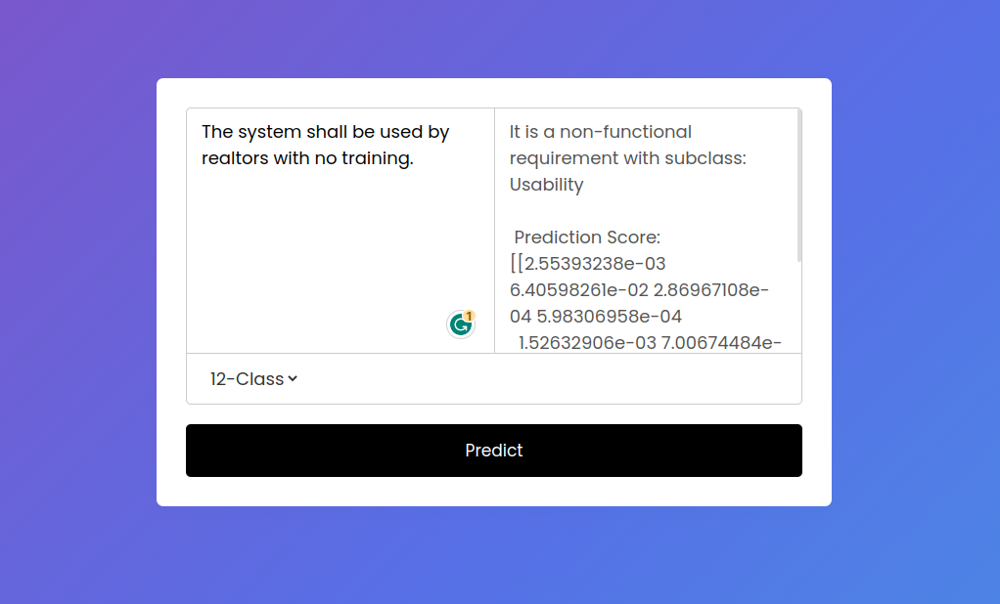 The system shall be used by
realtors with no training.
1
It is a non-functional
requirement with subclass:
Usability
Prediction Score:
[[2.55393238e-03
6.40598261e-02 2.86967108e-
04 5.98306958e-04
1.52632906e-03 7.00674484e-
12-Class
Predict